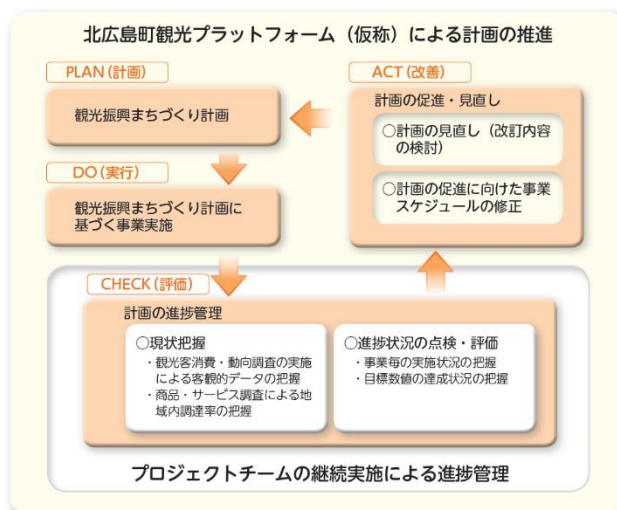 北広島町観光プラットフォーム（仮称）による計画の推進
PLAN（計画）
観光振興まちづくり計画
DO（実行）
観光振興まちづくり計画に
基づく事業実施
ACT（改善）
計画の促進・見直し
○計画の見直し（改訂内容
の検討）
○計画の促進に向けた事業
スケジュールの修正
CHECK（評価）
計画の進捗管理
○現状把握
・観光客消費・動向調査の実施
による客観的データの把握
・商品・サービス調査による地
域内調達率の把握
○進捗状況の点検・評価
・事業毎の実施状況の把握
・目標数値の達成状況の把握
プロジェクトチームの継続実施による進捗管理